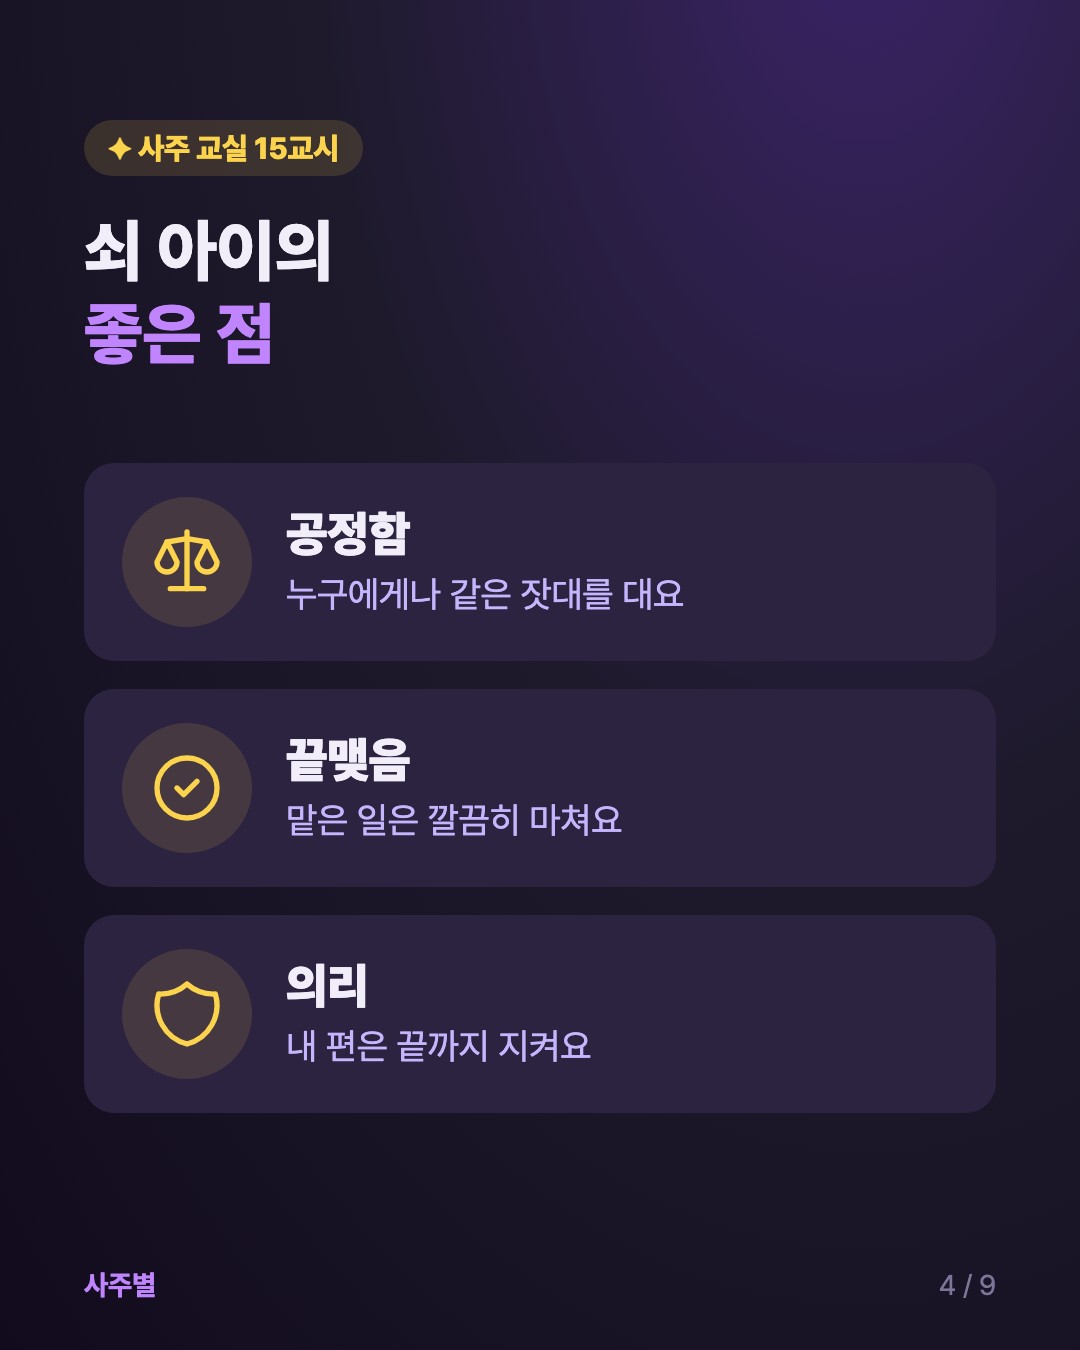 ✦ 사주 교실 15교시
쇠 아이의
좋은 점
공정함
누구에게나 같은 잣대를 대요
끝맺음
맡은 일은 깔끔히 마쳐요
의리
내 편은 끝까지 지켜요
사주별
4 / 9